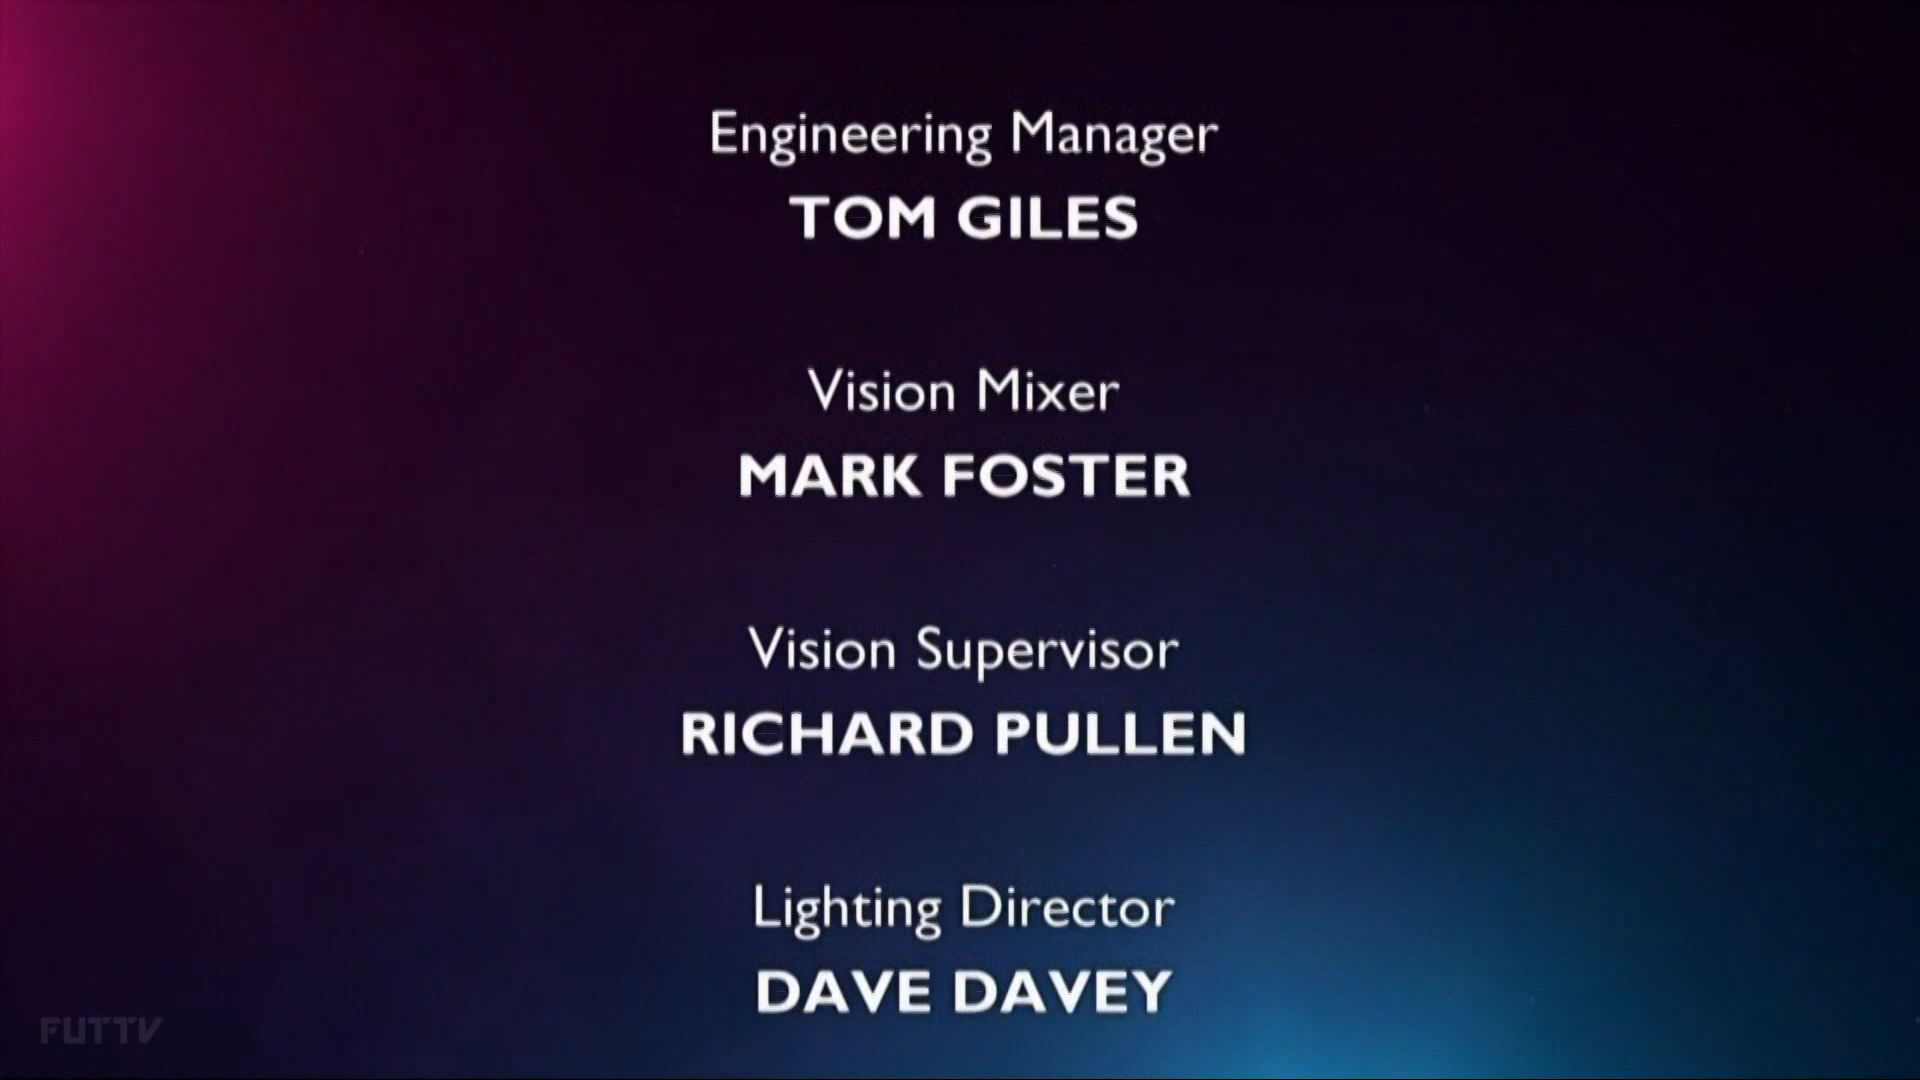 Engineering Manager
TOM GILES
Vision Mixer
MARK FOSTER
Vision Supervisor
RICHARD PULLEN
Lighting Director
DAVE DAVEY
FUTTV